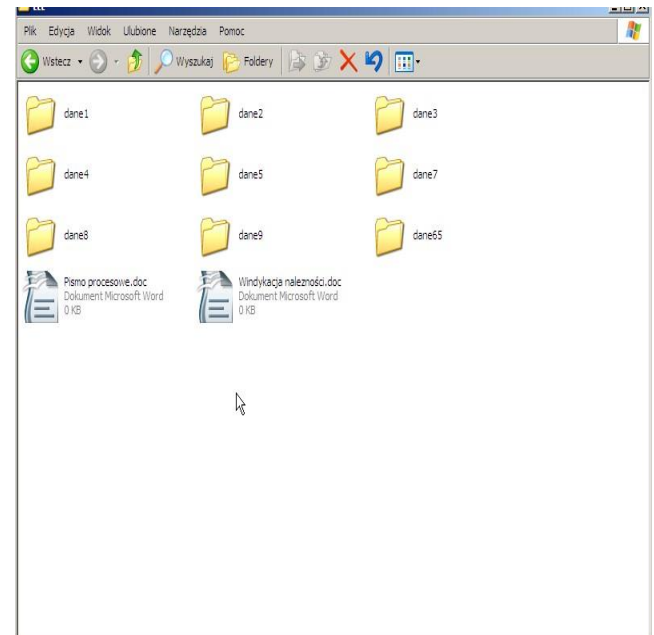 Plik Edycja Widok Ulubione Narzędzia Pomoc
Wstecz Wyszukaj Foldery
dane1 dane2 dane3
dane4 dane5 dane7
dane8 dane9 dane65
Pismo procesowe.doc
Dokument Microsoft Word
0 KB
Windykacja nalezności.doc
Dokument Microsoft Word
0 KB